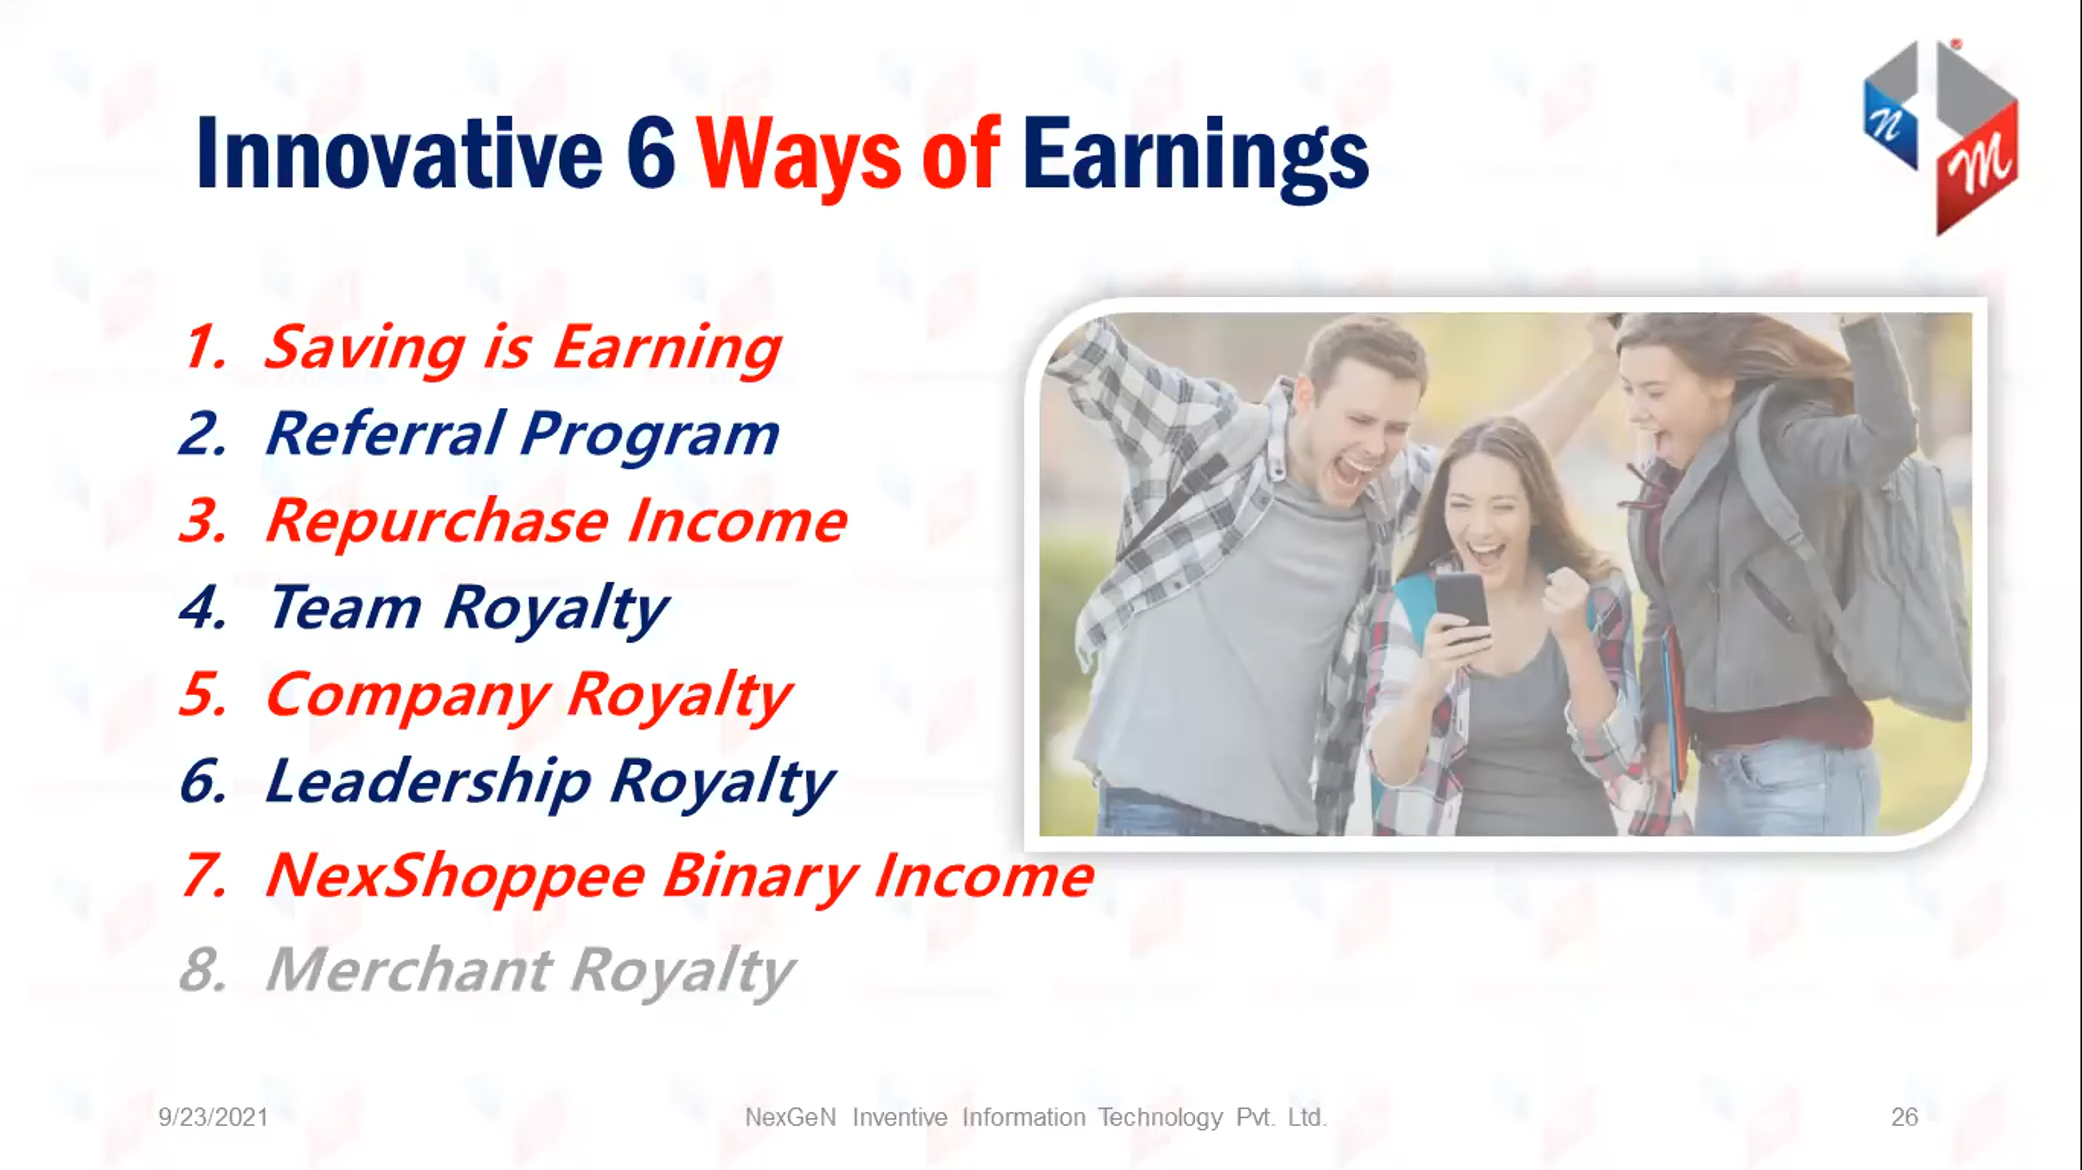 Innovative 6 Ways of Earnings
n
m
1. Saving is Earning
2. Referral Program
3. Repurchase Income
4. Team Royalty
5. Company Royalty
6. Leadership Royalty
7. NexShoppee Binary Income
8. Merchant Royalty
9/23/2021
NexGeN Inventive Information Technology Pvt. Ltd.
26